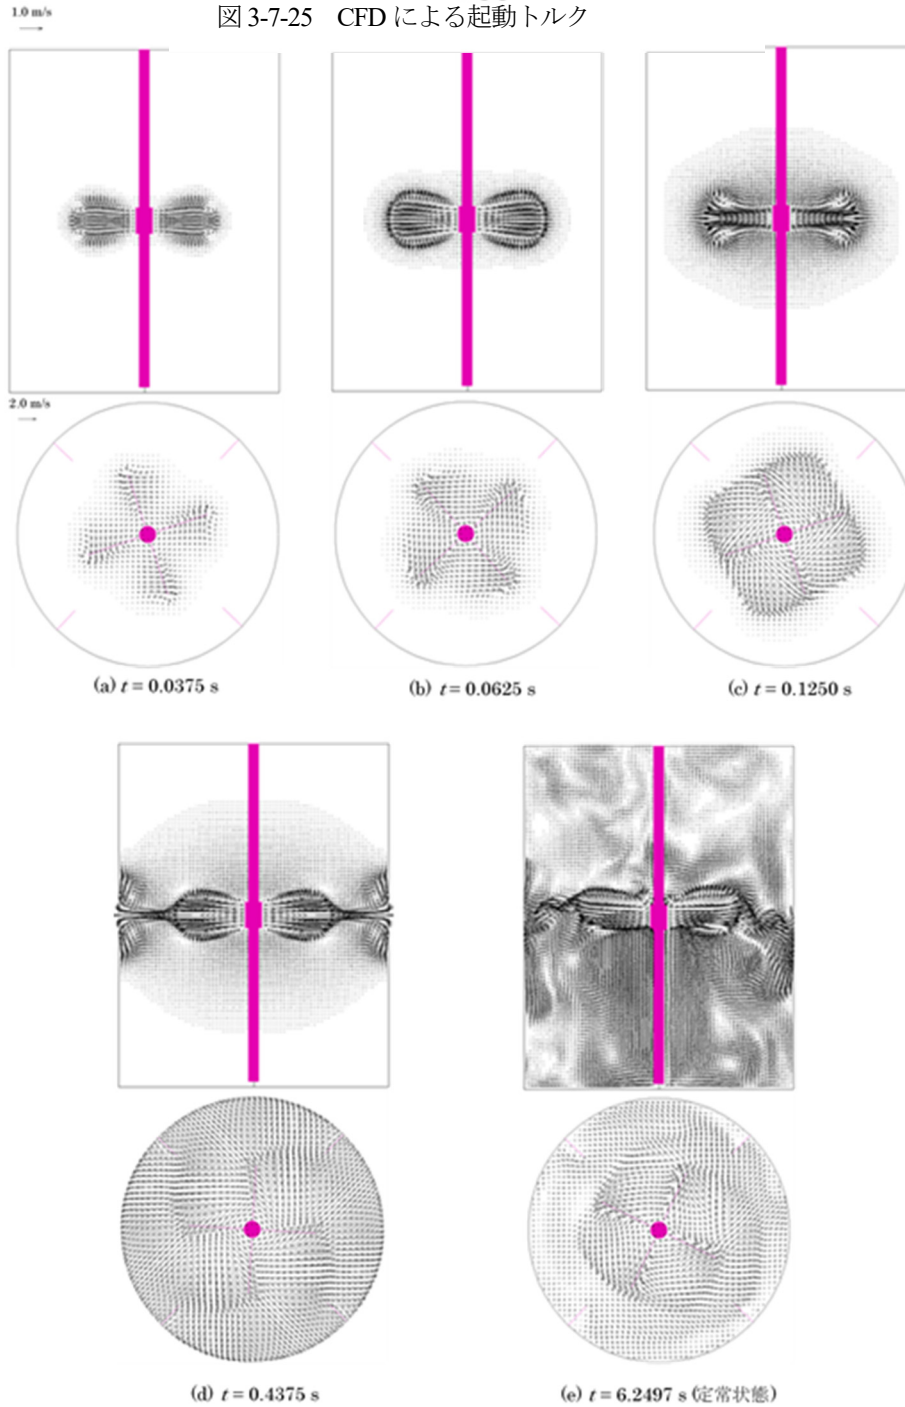 1.0 m/s
図 3-7-25 CFD による起動トルク
2.0 m/s
(a) t = 0.0375 s
(b) t = 0.0625 s
(c) t = 0.1250 s
(d) t = 0.4375 s
(e) t = 6.2497 s (定常状態)